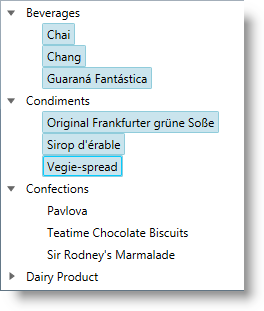 Beverages
Chai
Chang
Guaraná Fantástica
Condiments
Original Frankfurter grüne Soße
Sirop d'érable
Vegie-spread
Confections
Pavlova
Teatime Chocolate Biscuits
Sir Rodney's Marmalade
Dairy Product